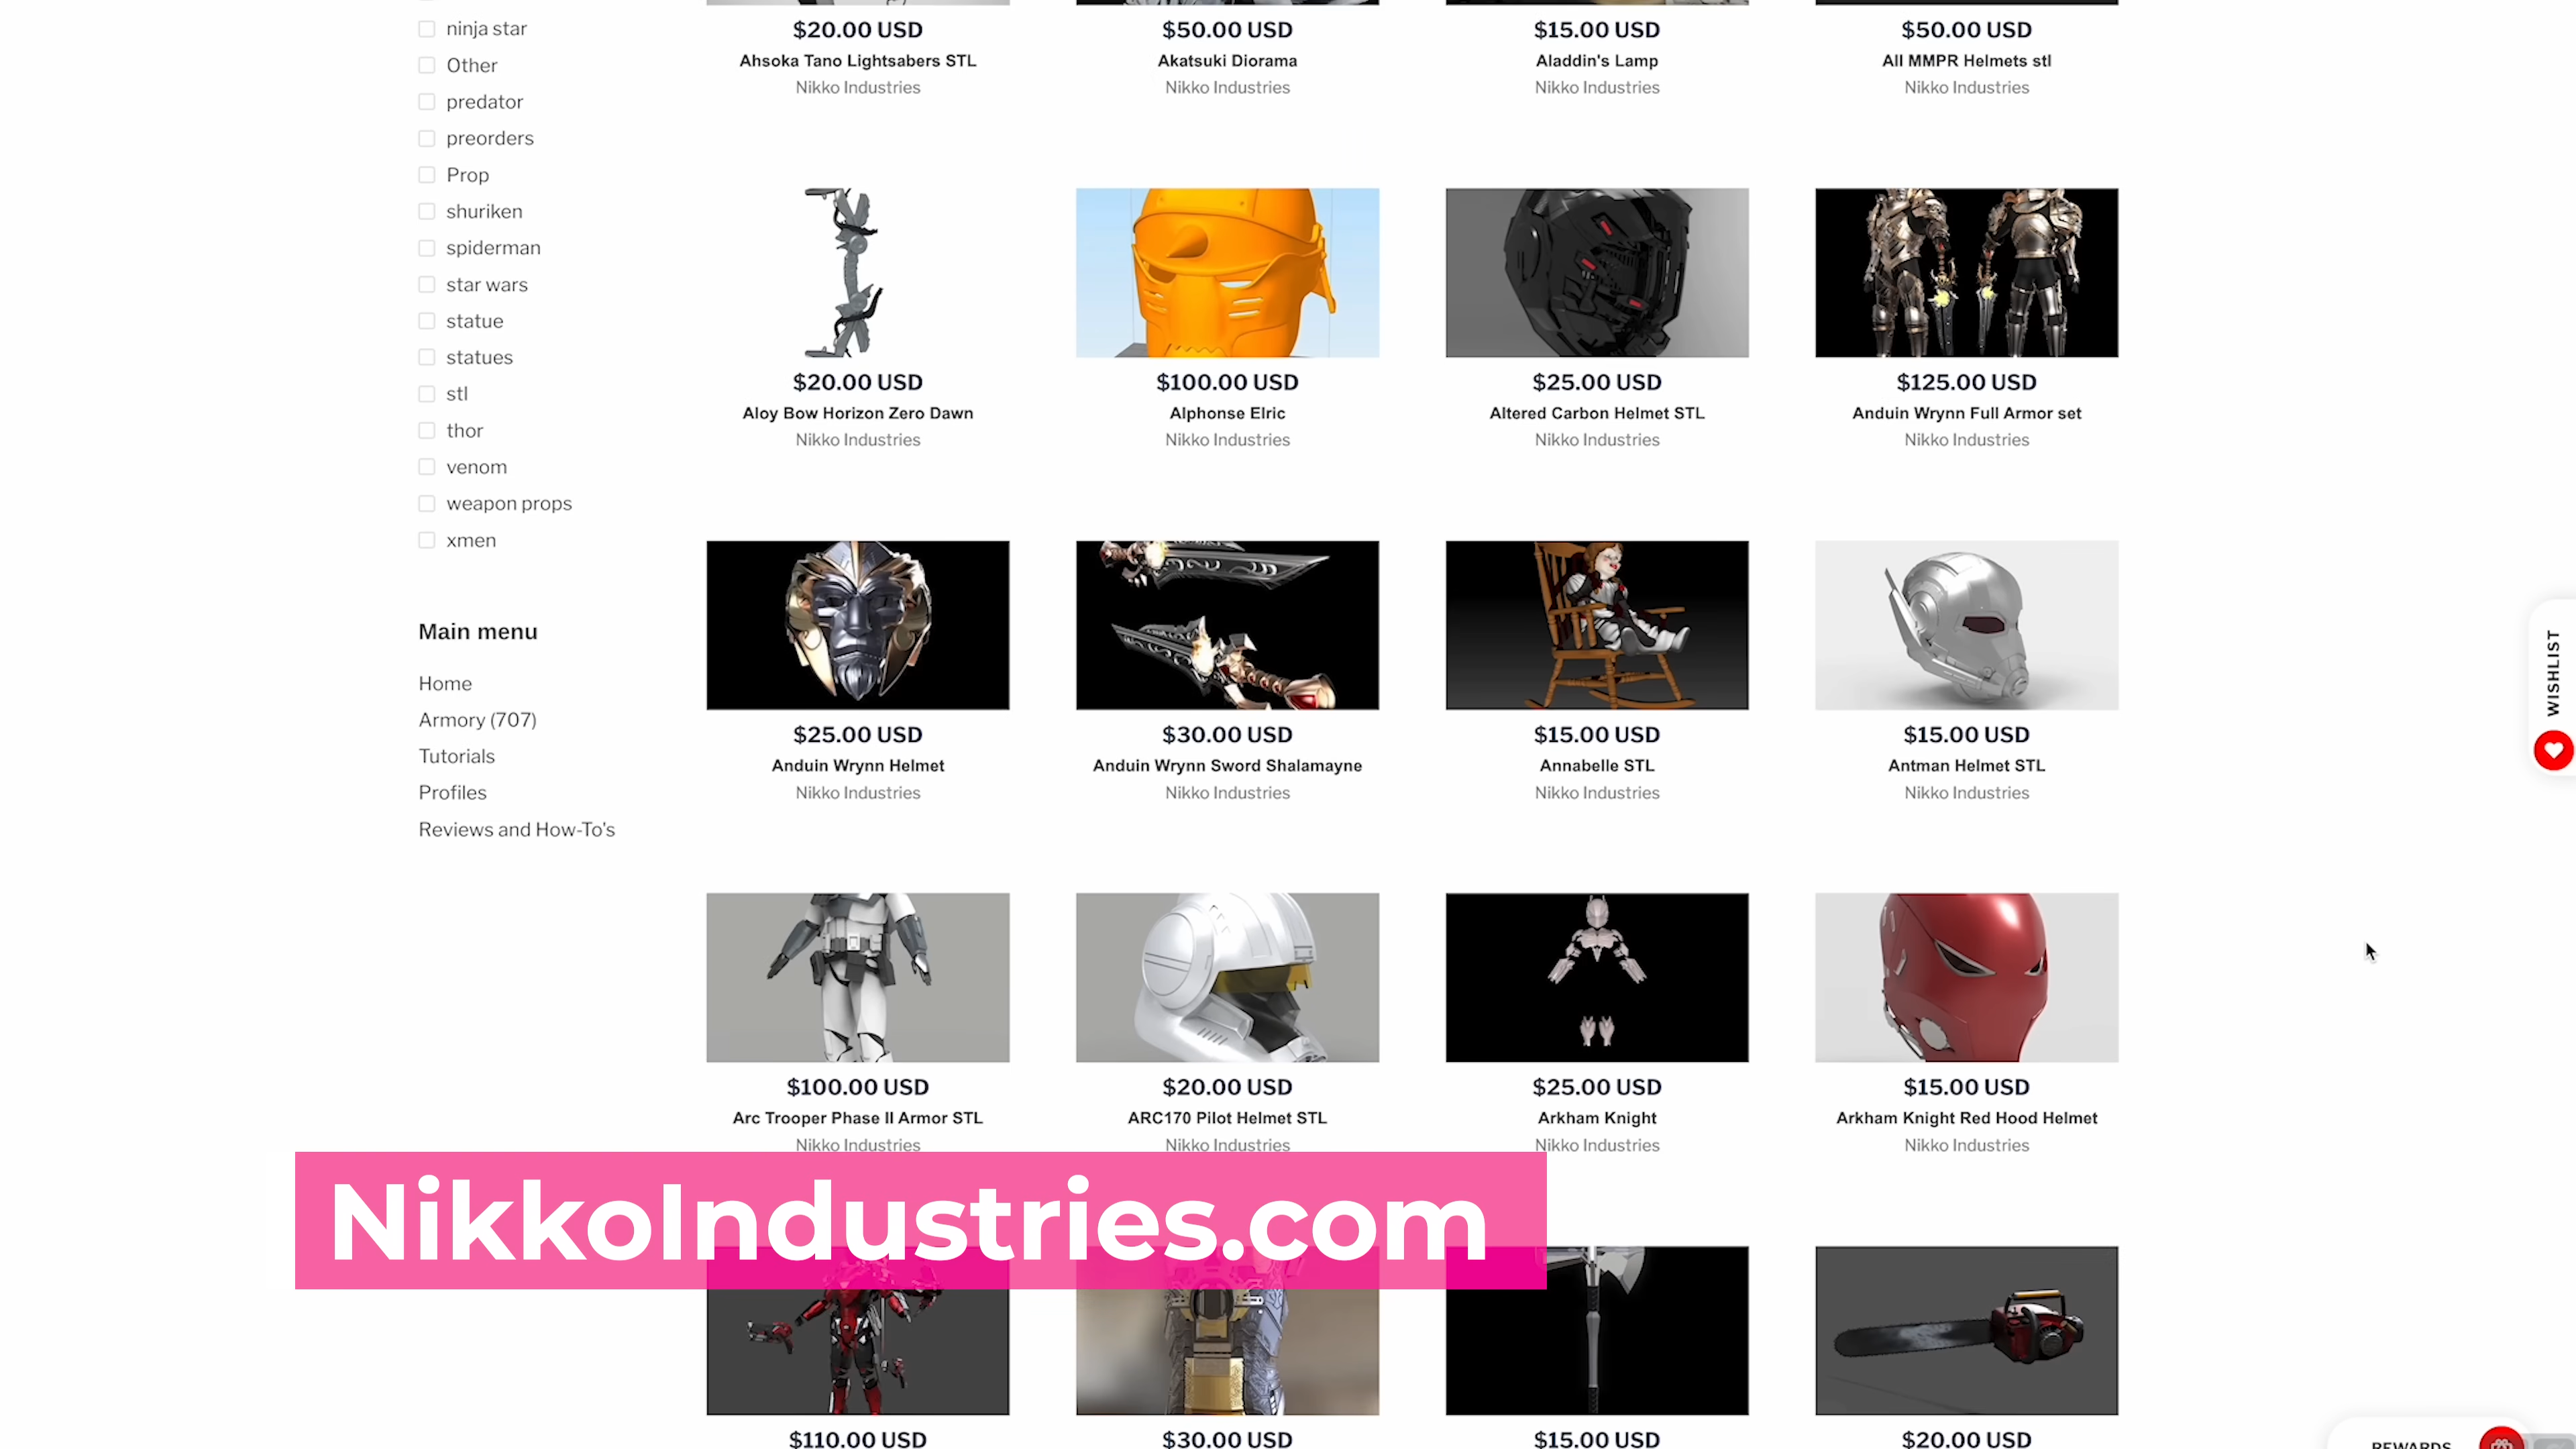 ninja star
Other
predator
preorders
Prop
shuriken
spiderman
star wars
statue
statues
stl
thor
venom
weapon props
xmen
Main menu
Home
Armory (707)
Tutorials
Profiles
Reviews and How-To's
$20.00 USD
Ahsoka Tano Lightsabers STL
Nikko Industries
$50.00 USD
Akatsuki Diorama
Nikko Industries
$15.00 USD
Aladdin's Lamp
Nikko Industries
$50.00 USD
All MMPR Helmets stl
Nikko Industries
$20.00 USD
Aloy Bow Horizon Zero Dawn
Nikko Industries
$100.00 USD
Alphonse Elric
Nikko Industries
$25.00 USD
Altered Carbon Helmet STL
Nikko Industries
$125.00 USD
Anduin Wrynn Full Armor set
Nikko Industries
$25.00 USD
Anduin Wrynn Helmet
Nikko Industries
$30.00 USD
Anduin Wrynn Sword Shalamayne
Nikko Industries
$15.00 USD
Annabelle STL
Nikko Industries
$15.00 USD
Antman Helmet STL
Nikko Industries
$100.00 USD
Arc Trooper Phase II Armor STL
Nikko Industries
$20.00 USD
ARC170 Pilot Helmet STL
Nikko Industries
$25.00 USD
Arkham Knight
Nikko Industries
$15.00 USD
Arkham Knight Red Hood Helmet
Nikko Industries
NikkoIndustries.com
$110.00 USD
$30.00 USD
$15.00 USD
$20.00 USD
WISHLIST
REWARDS